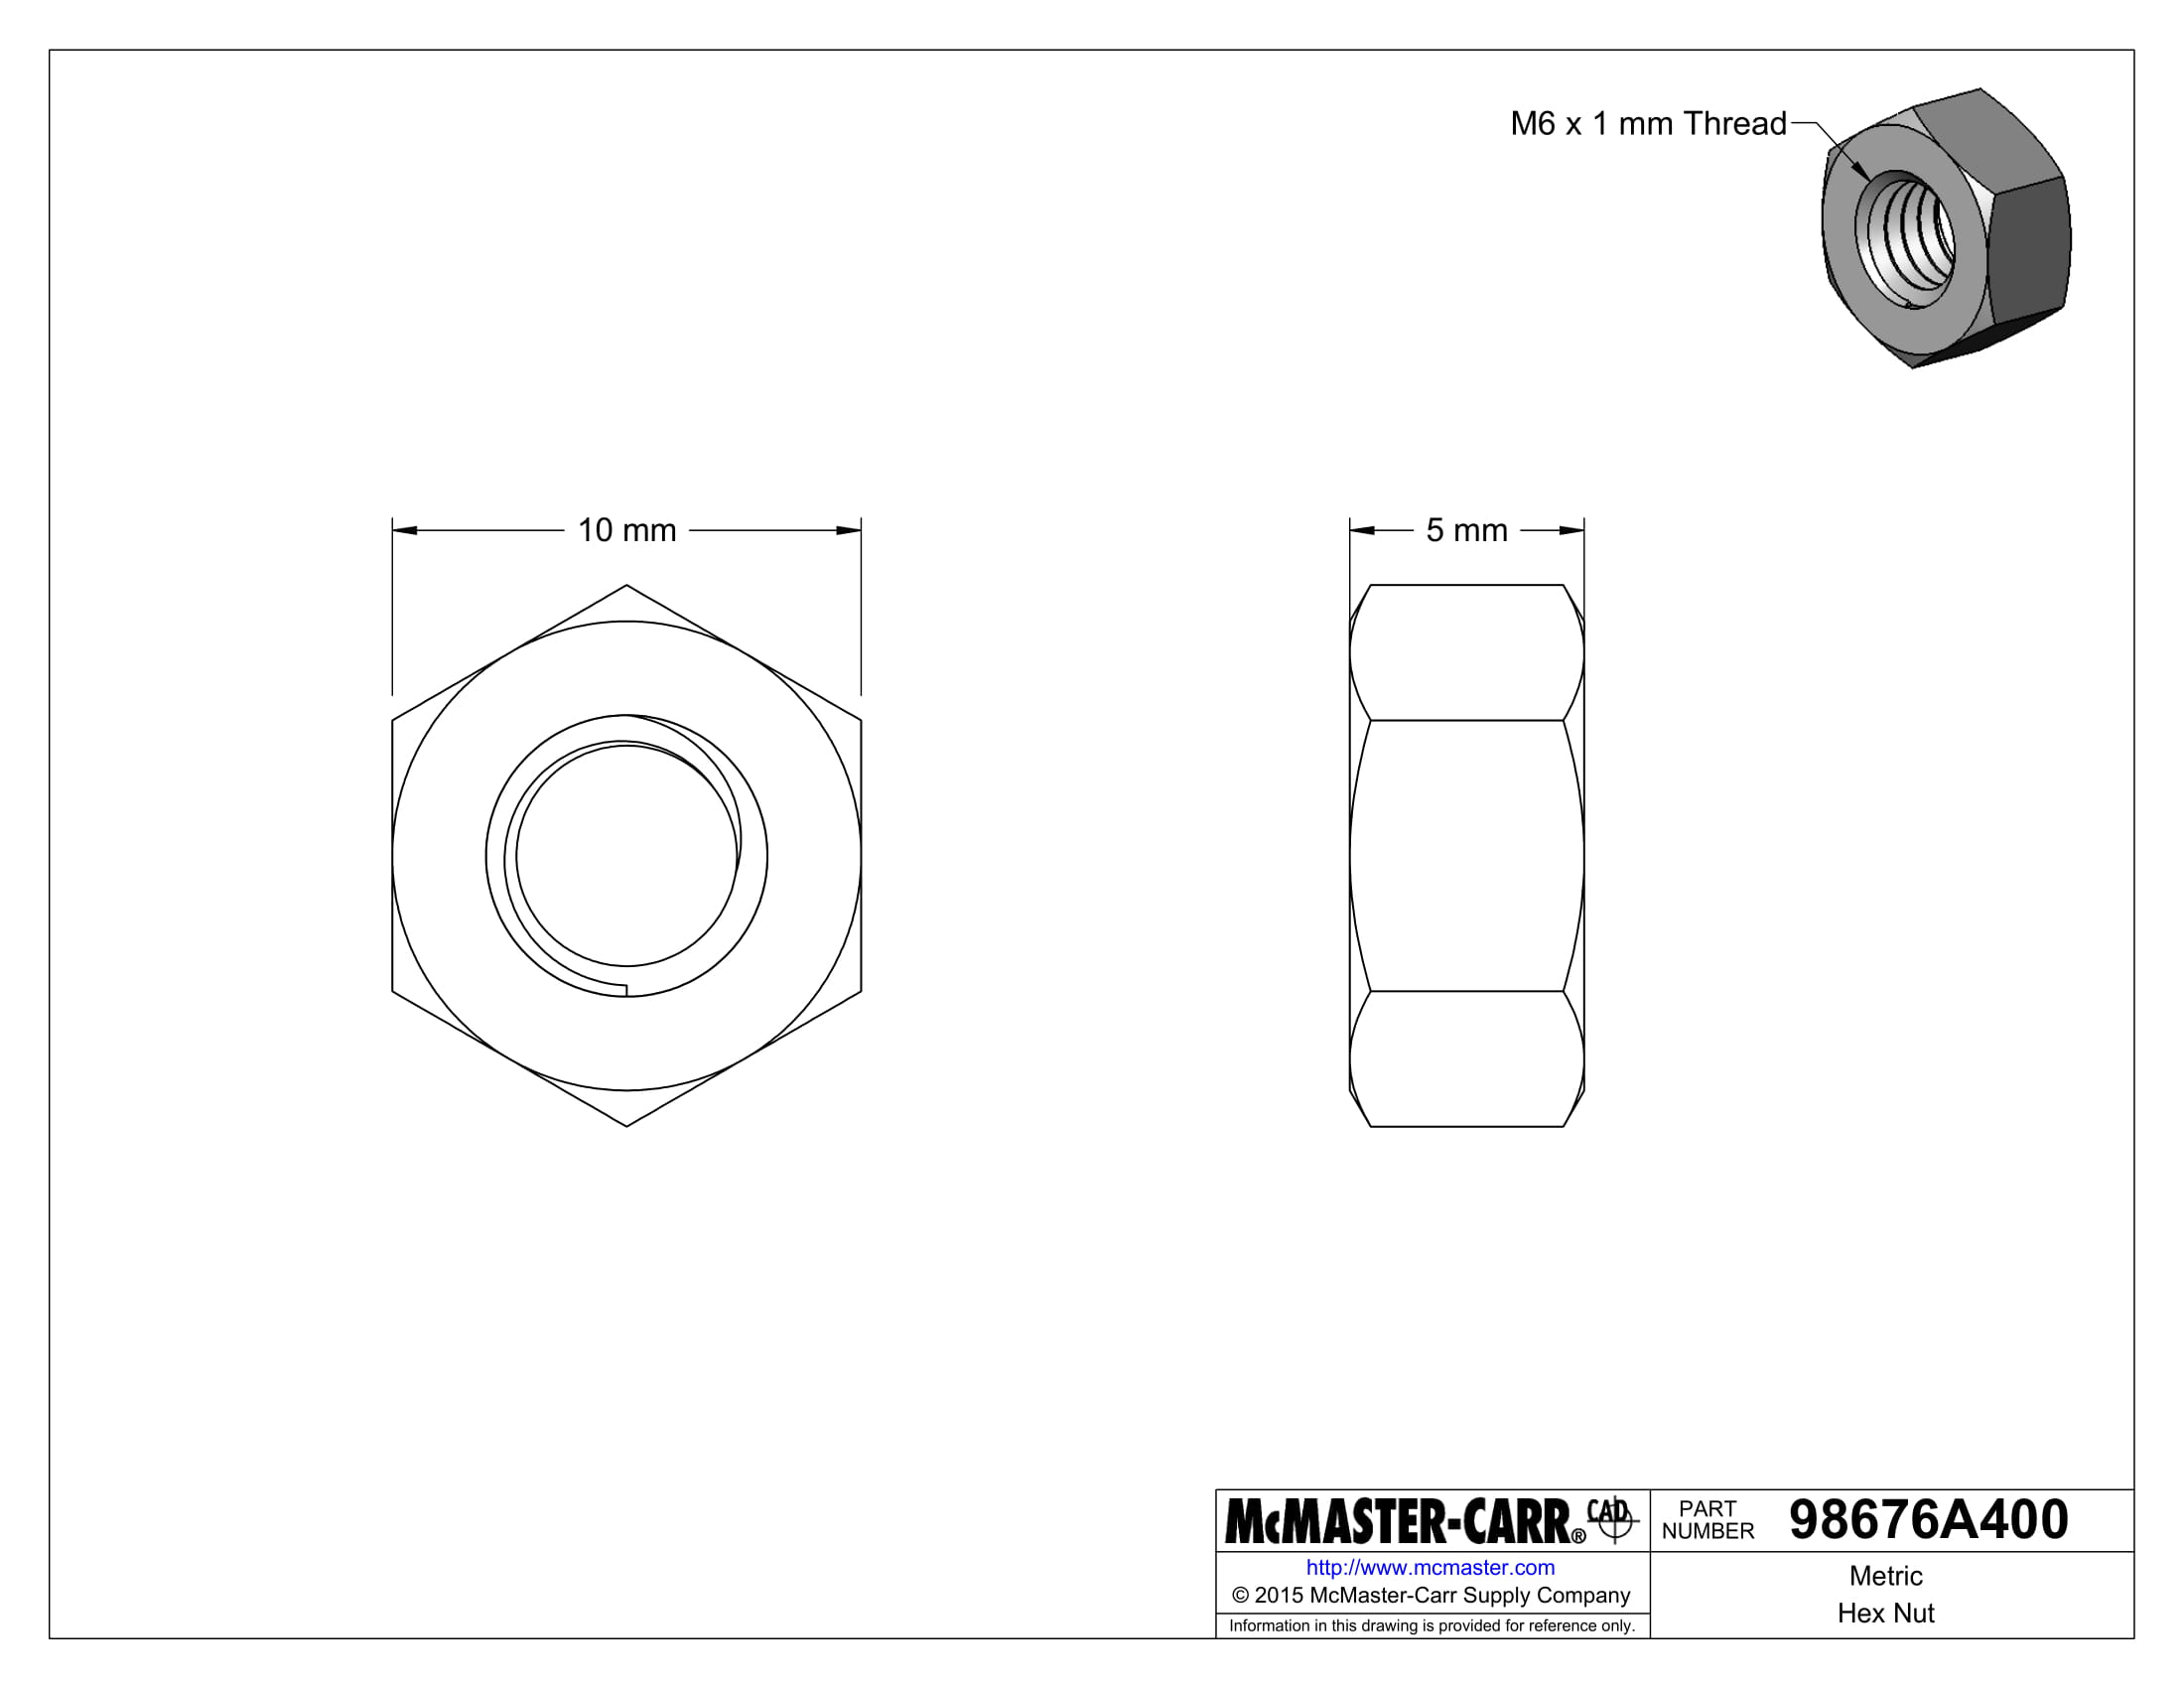 M6 x 1 mm Thread
10 mm
5 mm
McMASTER-CARR® CAD
PART
NUMBER
98676A400
http://www.mcmaster.com
© 2015 McMaster-Carr Supply Company
Information in this drawing is provided for reference only.
Metric
Hex Nut